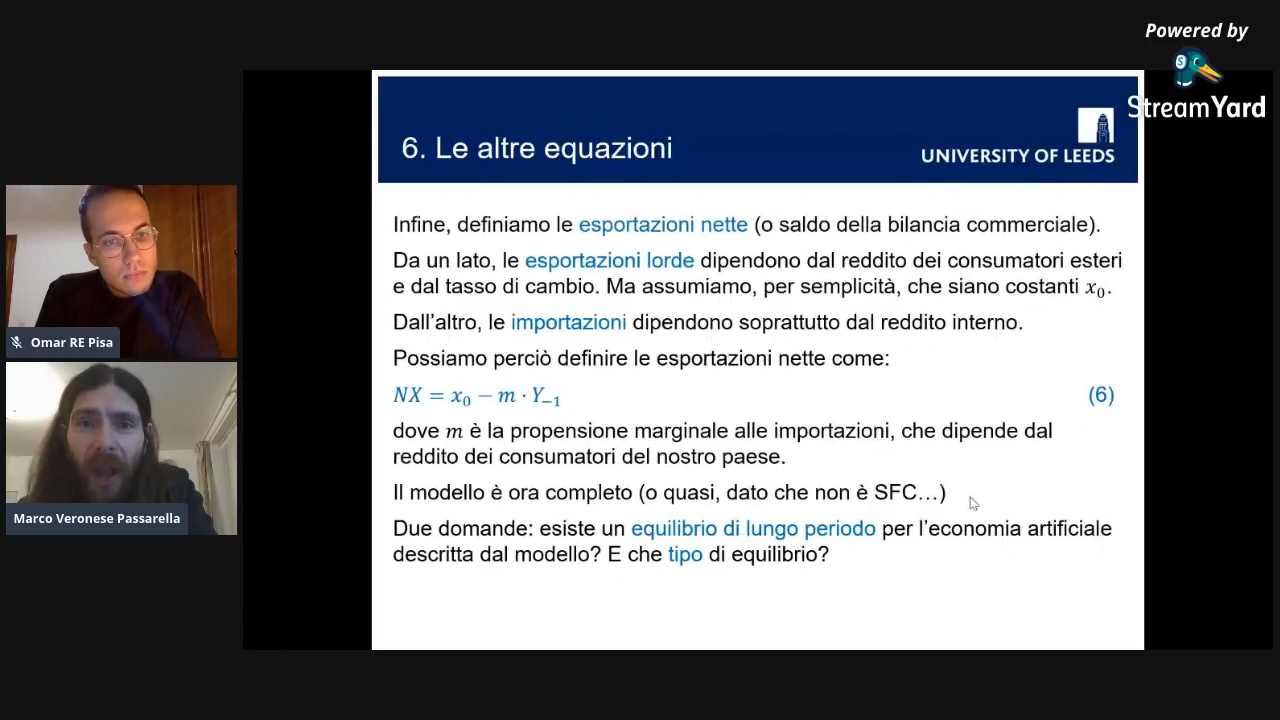 Powered by
StreamYard
6. Le altre equazioni
UNIVERSITY OF LEEDS
Infine, definiamo le esportazioni nette (o saldo della bilancia commerciale).
Da un lato, le esportazioni lorde dipendono dal reddito dei consumatori esteri
e dal tasso di cambio. Ma assumiamo, per semplicità, che siano costanti x₀.
Dall’altro, le importazioni dipendono soprattutto dal reddito interno.
Possiamo perciò definire le esportazioni nette come:
NX = x₀ − m · Y₋₁ (6)
dove m è la propensione marginale alle importazioni, che dipende dal
reddito dei consumatori del nostro paese.
Il modello è ora completo (o quasi, dato che non è SFC…)
Due domande: esiste un equilibrio di lungo periodo per l’economia artificiale
descritta dal modello? E che tipo di equilibrio?
Omar RE Pisa
Marco Veronese Passarella